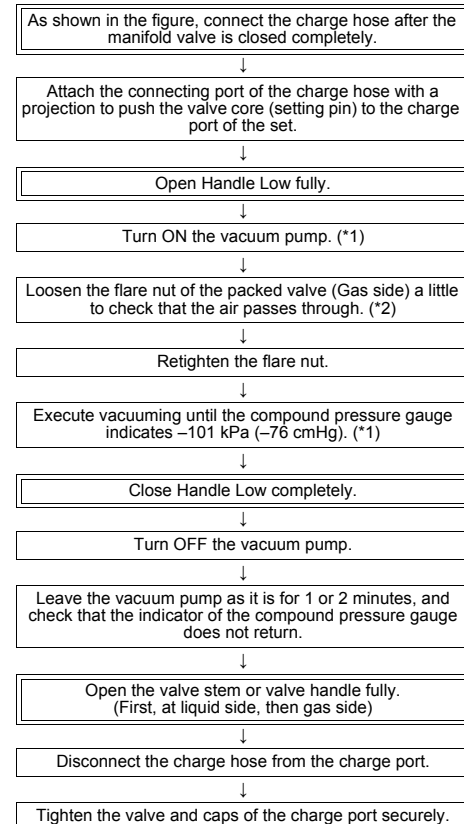 As shown in the figure, connect the charge hose after the
manifold valve is closed completely.
↓
Attach the connecting port of the charge hose with a
projection to push the valve core (setting pin) to the charge
port of the set.
↓
Open Handle Low fully.
↓
Turn ON the vacuum pump. (*1)
↓
Loosen the flare nut of the packed valve (Gas side) a little
to check that the air passes through. (*2)
↓
Retighten the flare nut.
↓
Execute vacuuming until the compound pressure gauge
indicates –101 kPa (–76 cmHg). (*1)
↓
Close Handle Low completely.
↓
Turn OFF the vacuum pump.
↓
Leave the vacuum pump as it is for 1 or 2 minutes, and
check that the indicator of the compound pressure gauge
does not return.
↓
Open the valve stem or valve handle fully.
(First, at liquid side, then gas side)
↓
Disconnect the charge hose from the charge port.
↓
Tighten the valve and caps of the charge port securely.